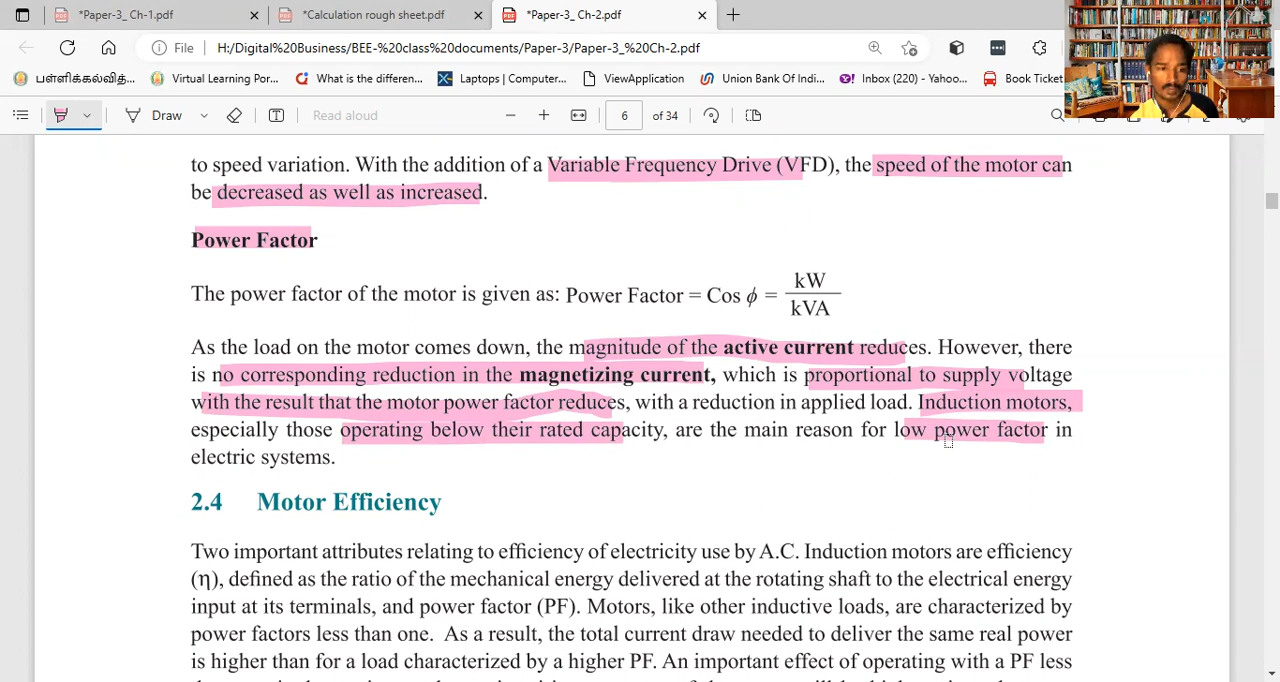 *Paper-3_ Ch-1.pdf
*Calculation rough sheet.pdf
*Paper-3_ Ch-2.pdf
File
H:/Digital%20Business/BEE-%20class%20documents/Paper-3/Paper-3_%20Ch-2.pdf
பள்ளிக்கல்வித்...
Virtual Learning Por...
What is the differen...
Laptops | Computer...
ViewApplication
Union Bank Of Indi...
Inbox (220) - Yahoo...
Book Ticket
Draw
Read aloud
6 of 34
to speed variation. With the addition of a Variable Frequency Drive (VFD), the speed of the motor can
be decreased as well as increased.
Power Factor
The power factor of the motor is given as: Power Factor = Cos ϕ = kW
kVA
As the load on the motor comes down, the magnitude of the active current reduces. However, there
is no corresponding reduction in the magnetizing current, which is proportional to supply voltage
with the result that the motor power factor reduces, with a reduction in applied load. Induction motors,
especially those operating below their rated capacity, are the main reason for low power factor in
electric systems.
2.4 Motor Efficiency
Two important attributes relating to efficiency of electricity use by A.C. Induction motors are efficiency
(η), defined as the ratio of the mechanical energy delivered at the rotating shaft to the electrical energy
input at its terminals, and power factor (PF). Motors, like other inductive loads, are characterized by
power factors less than one. As a result, the total current draw needed to deliver the same real power
is higher than for a load characterized by a higher PF. An important effect of operating with a PF less